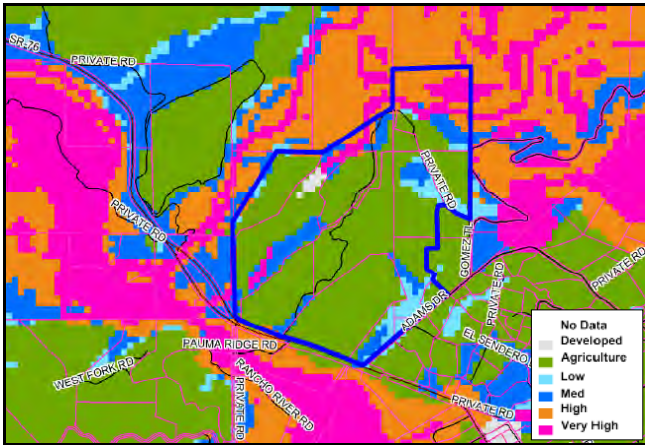 SR-76
PRIVATE RD
PRIVATE RD
PRIVATE RD
GOMEZ TL
PRIVATE RD
PRIVATE RD
ADAMS DR
PAUMA RIDGE RD
WEST FORK RD
RANCHO RIVER RD
PRIVATE RD
EL SENDERO
PRIVATE RD
No Data
Developed
Agriculture
Low
Med
High
Very High